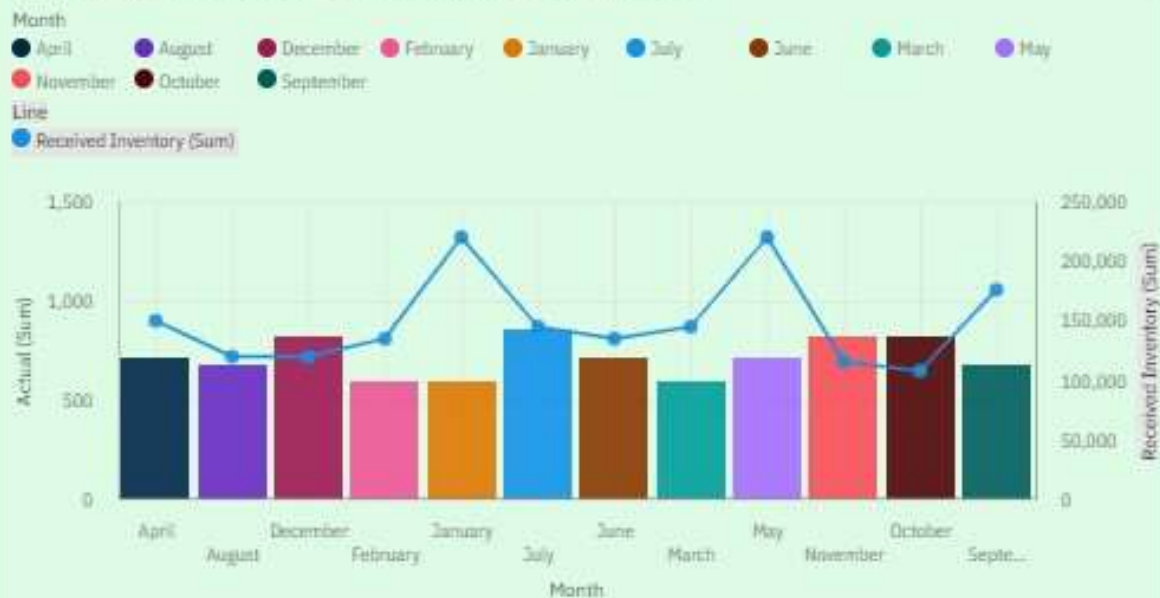 Month
April August December February January July June March May
November October September
Line
Received Inventory (Sum)
1,500 250,000
200,000
1,000 150,000
500 100,000
50,000
0 0
Actual (Sum)
Received Inventory (Sum)
April December January June May October
August February July March November Septe...
Month